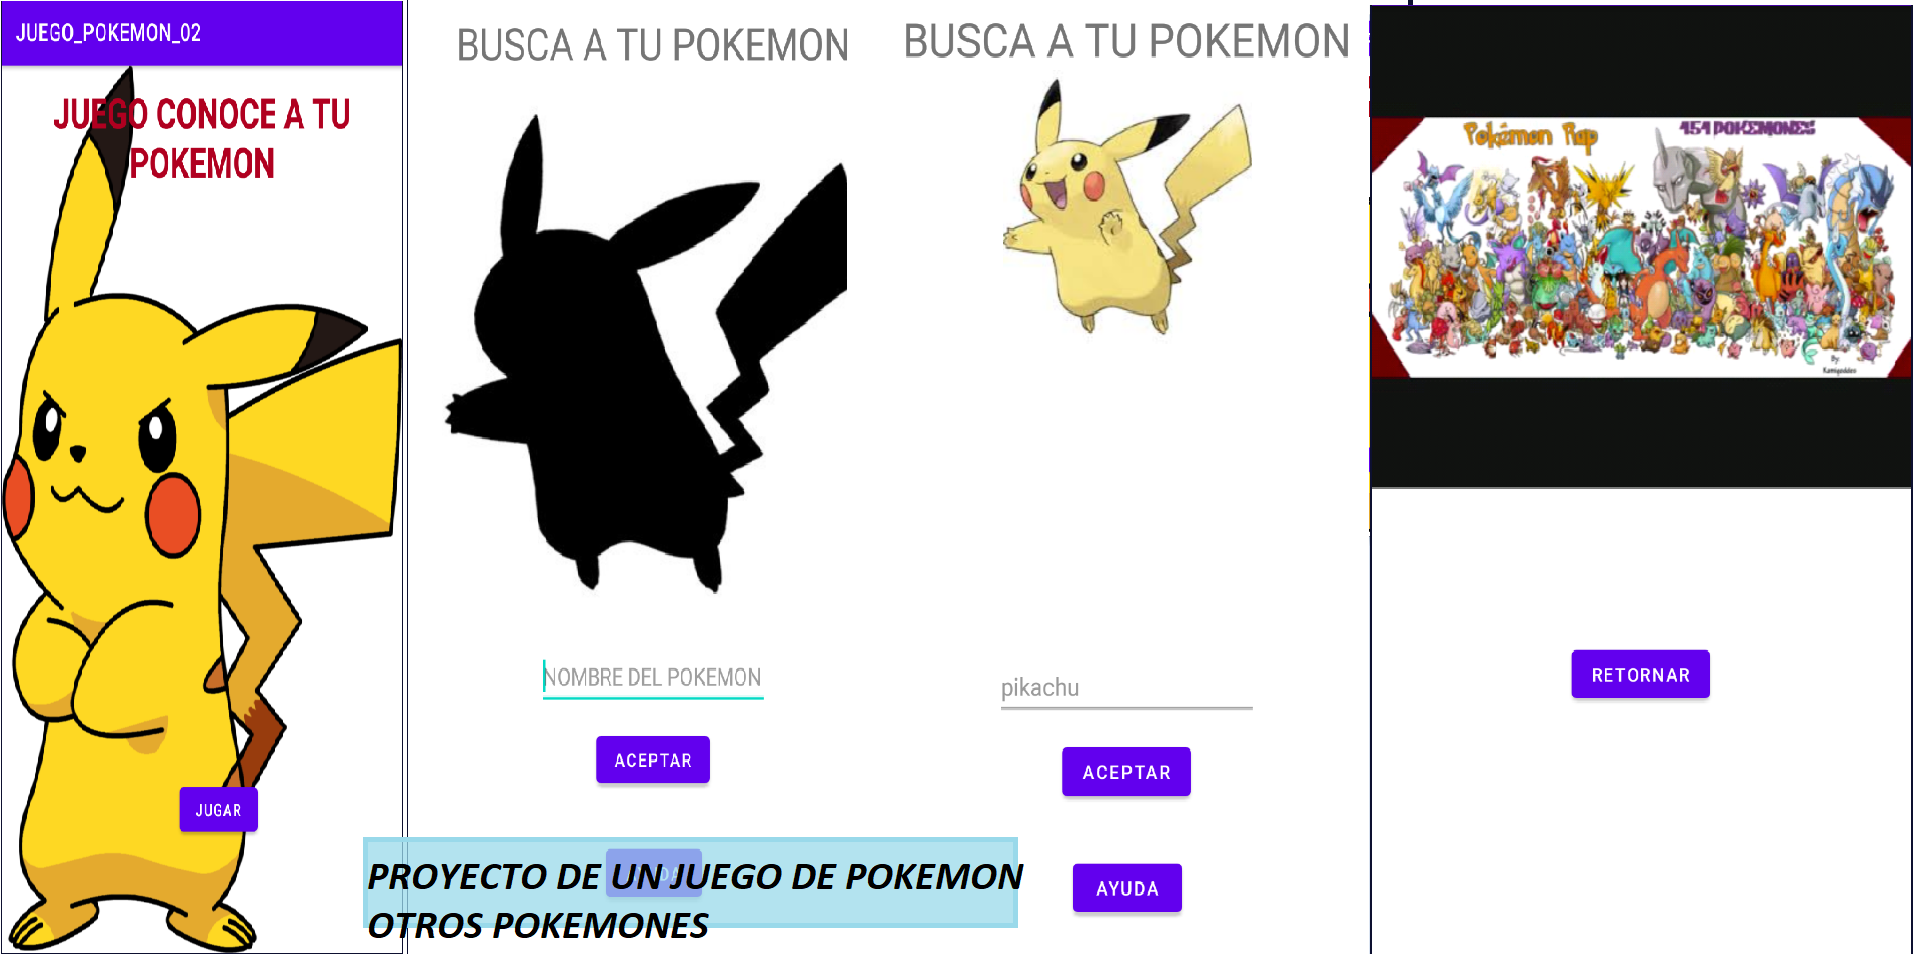 JUEGO_POKEMON_02
JUEGO CONOCE A TU
POKEMON
JUGAR
BUSCA A TU POKEMON
NOMBRE DEL POKEMON
ACEPTAR
BUSCA A TU POKEMON
pikachu
ACEPTAR
AYUDA
Pokémon Rap
151 POKEMONES
By:
RETORNAR
PROYECTO DE UN JUEGO DE POKEMON
OTROS POKEMONES